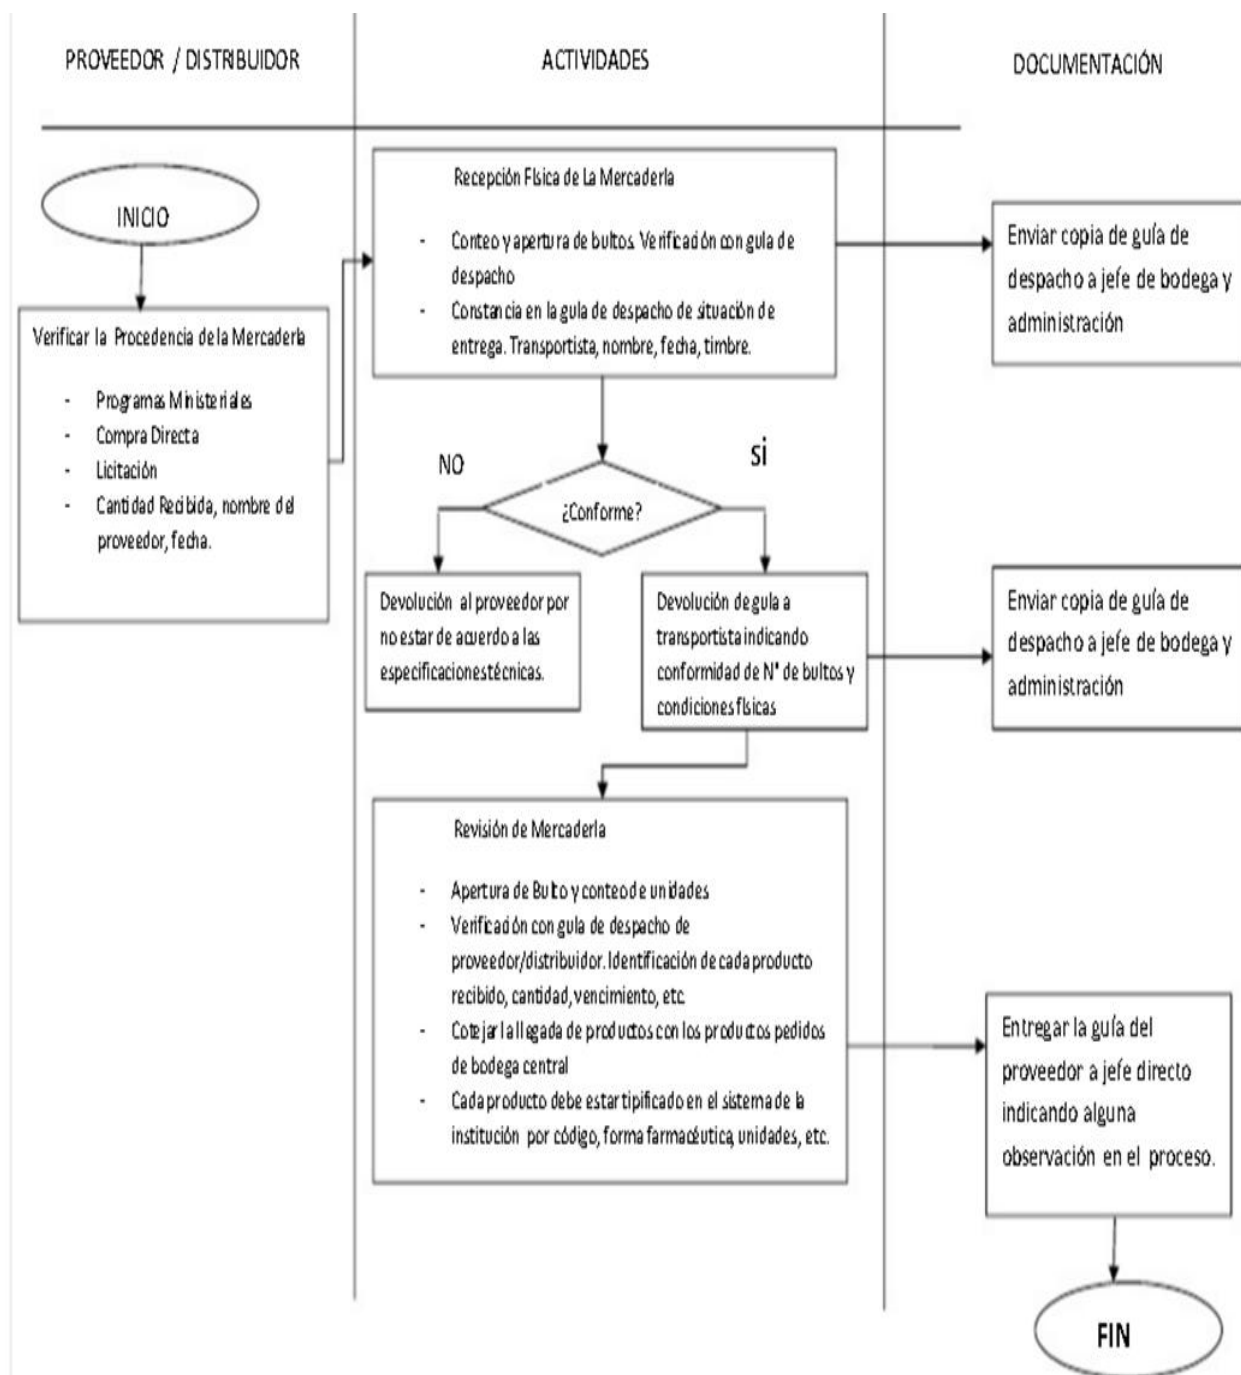 PROVEEDOR / DISTRIBUIDOR
ACTIVIDADES
DOCUMENTACIÓN
INICIO
Verificar la Procedencia de la Mercadería
- Programas Ministeriales
- Compra Directa
- Licitación
- Cantidad Recibida, nombre del
proveedor, fecha.
Recepción Física de La Mercadería
- Conteo y apertura de bultos. Verificación con guía de
despacho
- Constancia en la guía de despacho de situación de
entrega. Transportista, nombre, fecha, timbre.
Enviar copia de guía de
despacho a jefe de bodega y
administración
NO
si
¿Conforme?
Devolución al proveedor por
no estar de acuerdo a las
especificaciones técnicas.
Devolución de guía a
transportista indicando
conformidad de N° de bultos y
condiciones físicas
Enviar copia de guía de
despacho a jefe de bodega y
administración
Revisión de Mercadería
- Apertura de Bulto y conteo de unidades
- Verificación con guía de despacho de
proveedor/distribuidor. Identificación de cada producto
recibido, cantidad, vencimiento, etc
- Cotejar la llegada de productos con los productos pedidos
de bodega central
- Cada producto debe estar tipificado en el sistema de la
institución por código, forma farmacéutica, unidades, etc.
Entregar la guía del
proveedor a jefe directo
indicando alguna
observación en el proceso.
FIN